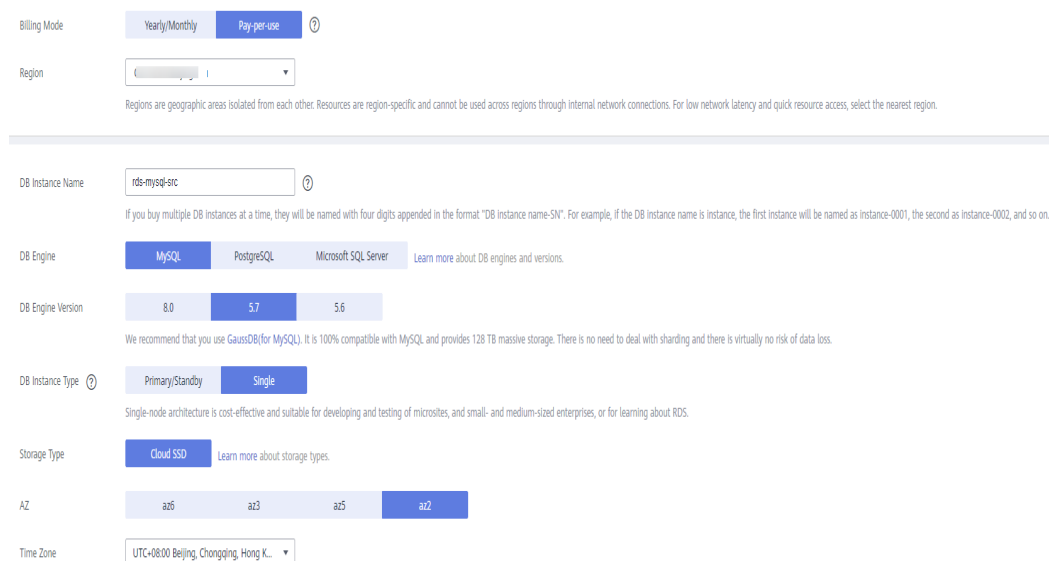 Billing Mode Yearly/Monthly Pay-per-use ?
Region
Regions are geographic areas isolated from each other. Resources are region-specific and cannot be used across regions through internal network connections. For low network latency and quick resource access, select the nearest region.
DB Instance Name rds-mysql-src ?
If you buy multiple DB instances at a time, they will be named with four digits appended in the format "DB instance name-SN". For example, if the DB instance name is instance, the first instance will be named as instance-0001, the second as instance-0002, and so on.
DB Engine MySQL PostgreSQL Microsoft SQL Server Learn more about DB engines and versions.
DB Engine Version 8.0 5.7 5.6
We recommend that you use GaussDB(for MySQL). It is 100% compatible with MySQL and provides 128 TB massive storage. There is no need to deal with sharding and there is virtually no risk of data loss.
DB Instance Type ? Primary/Standby Single
Single-node architecture is cost-effective and suitable for developing and testing of microsites, and small- and medium-sized enterprises, or for learning about RDS.
Storage Type Cloud SSD Learn more about storage types.
AZ az6 az3 az5 az2
Time Zone UTC+08:00 Beijing, Chongqing, Hong K...